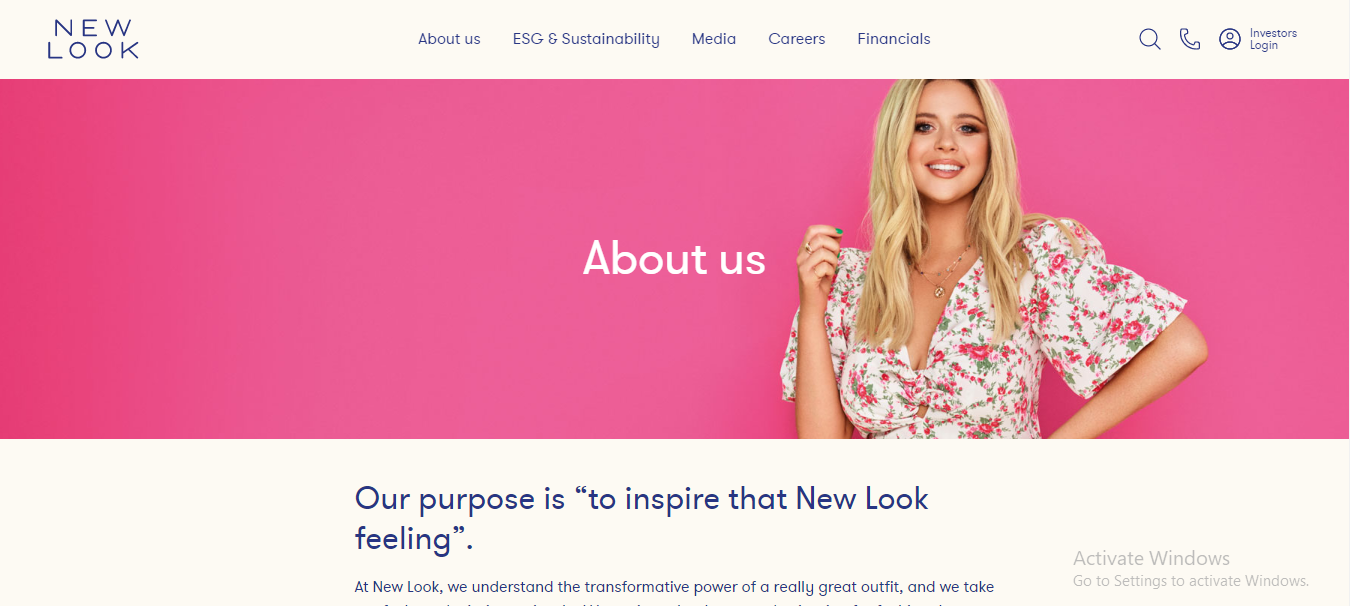 NEW
LOOK
About us
ESG & Sustainability
Media
Careers
Financials
Investors
Login
About us
Our purpose is “to inspire that New Look
feeling”.
At New Look, we understand the transformative power of a really great outfit, and we take
Activate Windows
Go to Settings to activate Windows.